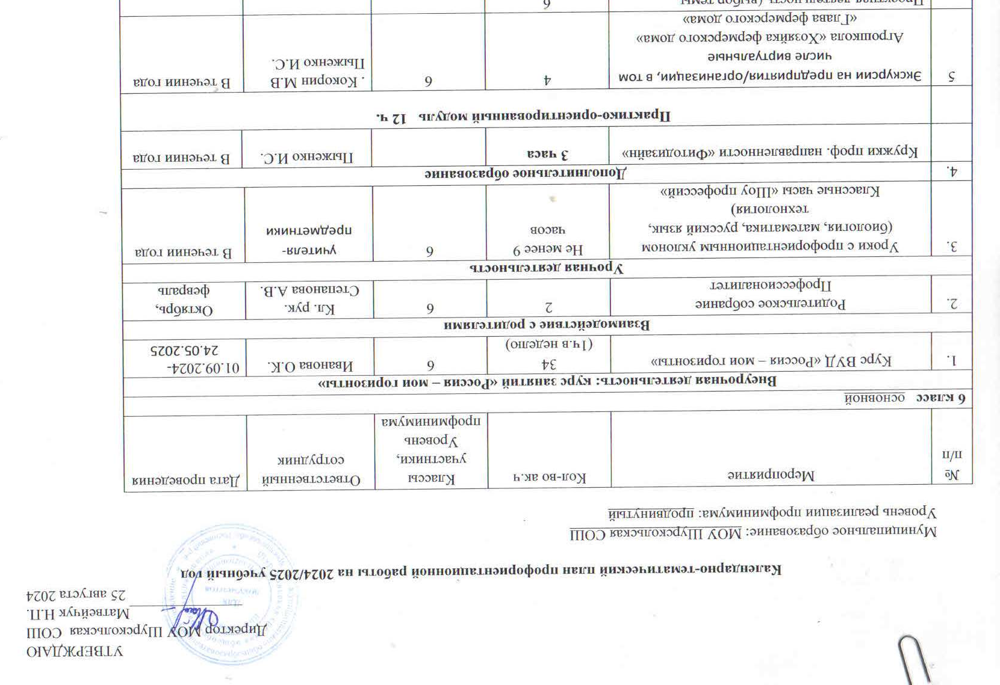 УТВЕРЖДАЮ
Директор МОУ Шурскольская СОШ
Матвейчук Н.П.
25 августа 2024
Календарно-тематический план профориентационной работы на 2024/2025 учебный год
Муниципальное образование: МОУ Шурскольская СОШ
Уровень реализации профминимума: продвинутый
№ п/п
Мероприятие
Кол-во ак.ч
Классы
участники,
Уровень
профминимума
Ответственный
сотрудник
Дата проведения
6 класс основной
Внеурочная деятельность: курс занятий «Россия – мои горизонты»
1.
Курс ВУД «Россия – мои горизонты»
34
(1ч.в неделю)
6
Иванова О.К.
01.09.2024-
24.05.2025
Взаимодействие с родителями
2.
Родительское собрание
Профессионалитет
2
6
Кл. рук.
Степанова А.В.
Октябрь,
февраль
Урочная деятельность
3.
Уроки с профориентационным уклоном
(биология, математика, русский язык,
технология)
Классные часы «Шоу профессий»
Не менее 9
часов
6
учителя-
предметники
В течении года
4.
Дополнительное образование
Кружки проф. направленности «Фитодизайн»
3 часа
Пыженко И.С.
В течении года
Практико-ориентированный модуль 12 ч.
5
Экскурсии на предприятия/организации, в том
числе виртуальные
Агрошкола «Хозяйка фермерского дома»
«Глава фермерского дома»
4
6
. Кокорин М.В
Пыженко И.С.
В течении года
Проектная деятельность (выбор темы
6